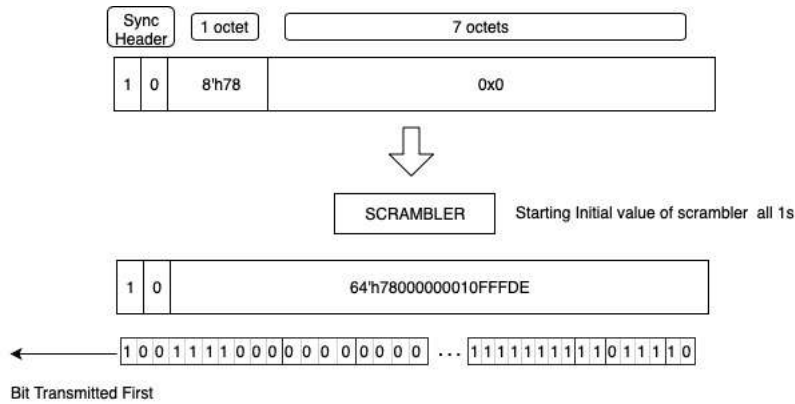 Sync
Header
1 octet
7 octets
1 0 8'h78 0x0
SCRAMBLER
Starting Initial value of scrambler all 1s
1 0 64'h78000000010FFFDE
1 0 0 1 1 1 1 0 0 0 0 0 0 0 0 0 0 0 ... 1 1 1 1 1 1 1 1 1 1 0 1 1 1 1 0
Bit Transmitted First